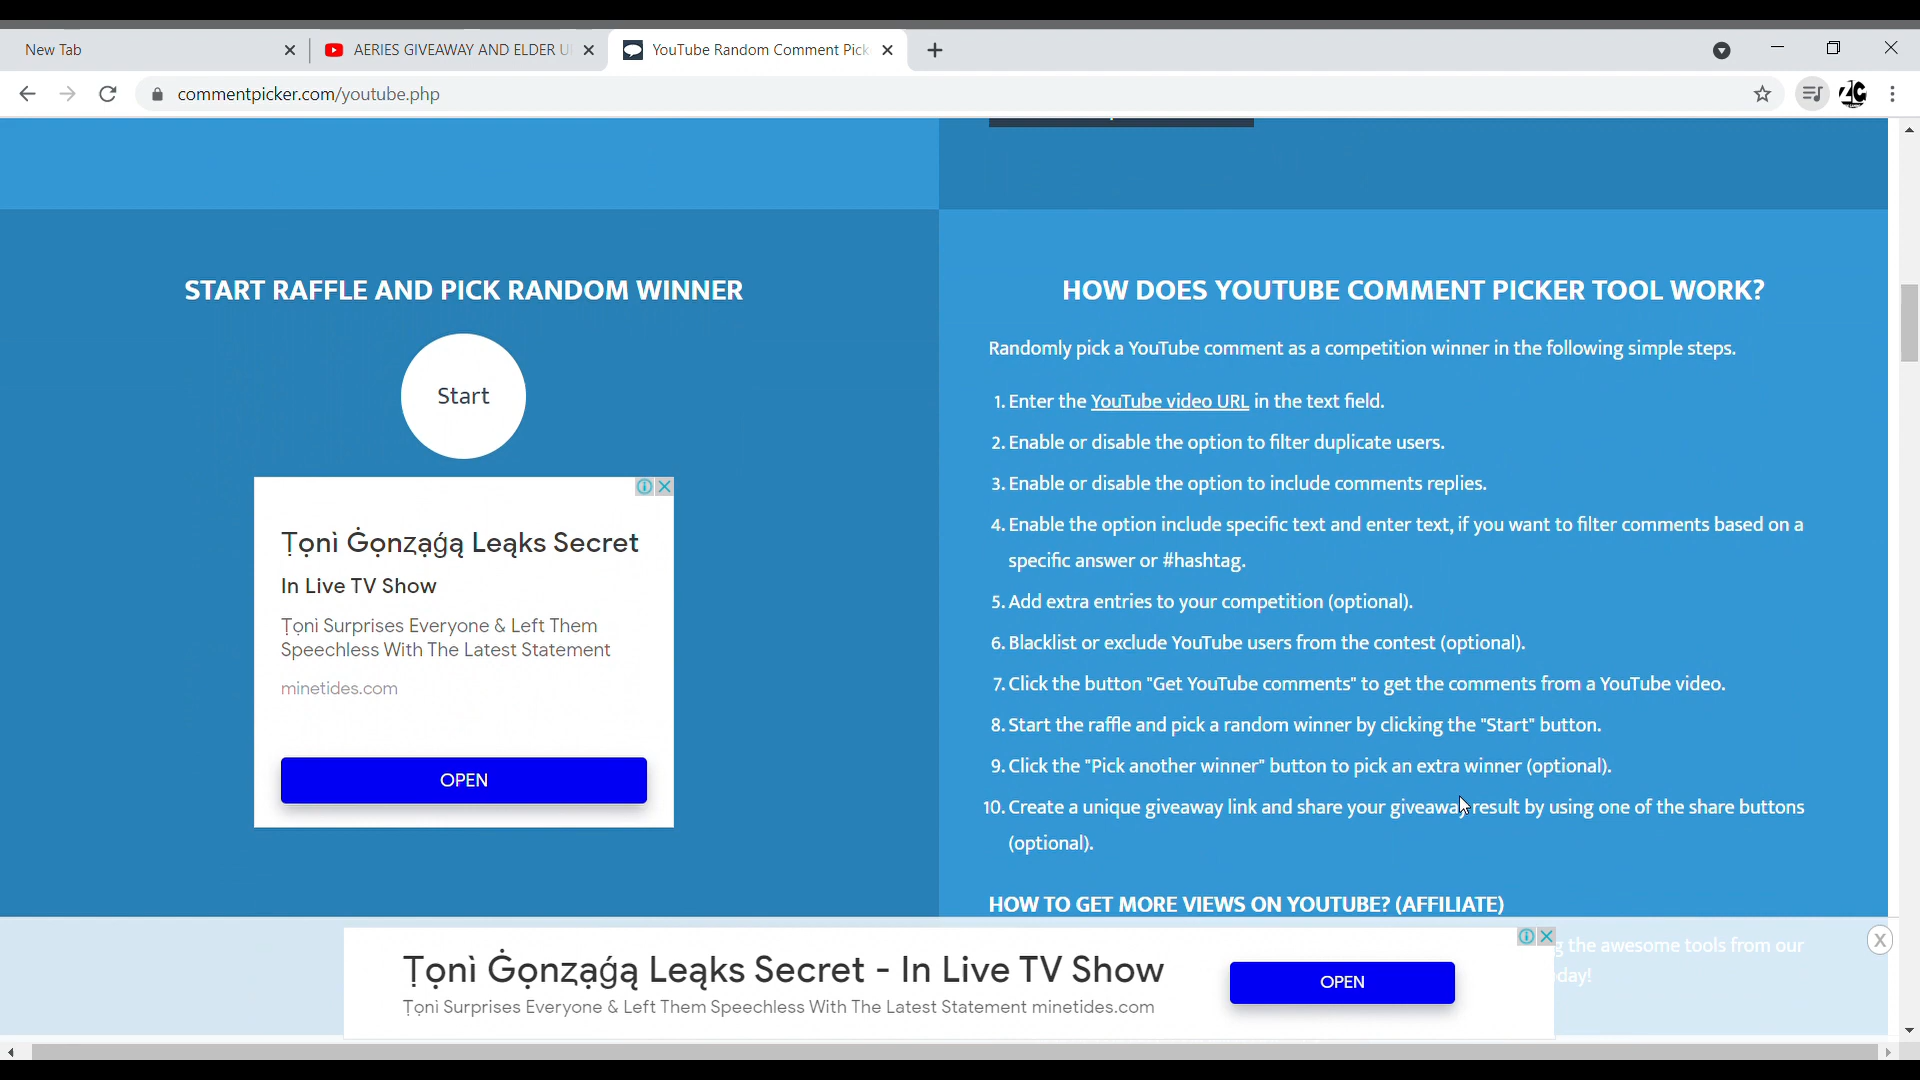 New Tab
AERIES GIVEAWAY AND ELDER U
YouTube Random Comment Pick
commentpicker.com/youtube.php
START RAFFLE AND PICK RANDOM WINNER
Start
Ţọnì Ġọnzạģą Leąks Secret
In Live TV Show
Ţọni Surprises Everyone & Left Them
Speechless With The Latest Statement
minetides.com
OPEN
HOW DOES YOUTUBE COMMENT PICKER TOOL WORK?
Randomly pick a YouTube comment as a competition winner in the following simple steps.
1. Enter the YouTube video URL in the text field.
2. Enable or disable the option to filter duplicate users.
3. Enable or disable the option to include comments replies.
4. Enable the option include specific text and enter text, if you want to filter comments based on a
specific answer or #hashtag.
5. Add extra entries to your competition (optional).
6. Blacklist or exclude YouTube users from the contest (optional).
7. Click the button "Get YouTube comments" to get the comments from a YouTube video.
8. Start the raffle and pick a random winner by clicking the "Start" button.
9. Click the "Pick another winner" button to pick an extra winner (optional).
10. Create a unique giveaway link and share your giveaway result by using one of the share buttons
(optional).
HOW TO GET MORE VIEWS ON YOUTUBE? (AFFILIATE)
the awesome tools from our
Ţọnì Ġọnzạģą Leąks Secret - In Live TV Show
Ţọni Surprises Everyone & Left Them Speechless With The Latest Statement minetides.com
OPEN